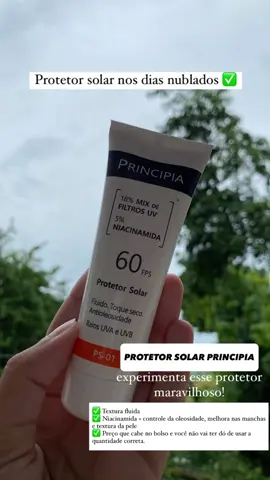 Protetor solar nos dias nublados ✅
PRINCIPIA
18% MIX DE
FILTROS UV
5%
NIACINAMIDA
60 FPS
Protetor Solar
Fluido, Toque seco,
Antioleosidade
Raios UVA e UVB
PS-01
PROTETOR SOLAR PRINCIPIA
experimenta esse protetor
maravilhoso!
✅ Textura fluida
✅ Niacinamida = controle da oleosidade, melhora nas manchas
e textura da pele
✅ Preço que cabe no bolso e você não vai ter dó de usar a
quantidade correta.